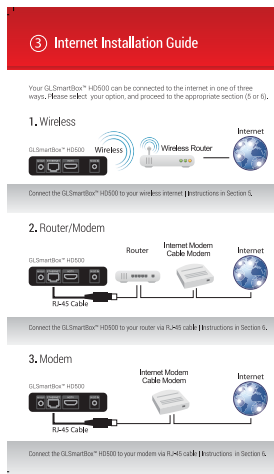 3 Internet Installation Guide
Your GLSmartBox™ HD500 can be connected to the internet in one of three
ways. Please select your option, and proceed to the appropriate section (5 or 6).
1. Wireless
Internet
GLSmartBox™ HD500
Wireless
Wireless Router
Connect the GLSmartBox™ HD500 to your wireless internet | Instructions in Section 5.
2. Router/Modem
Router
Internet Modem
Cable Modem
Internet
GLSmartBox™ HD500
RJ-45 Cable
Connect the GLSmartBox™ HD500 to your router via RJ-45 cable | Instructions in Section 6.
3. Modem
Internet Modem
Cable Modem
Internet
GLSmartBox™ HD500
RJ-45 Cable
Connect the GLSmartBox™ HD500 to your modem via RJ-45 cable | Instructions in Section 6.